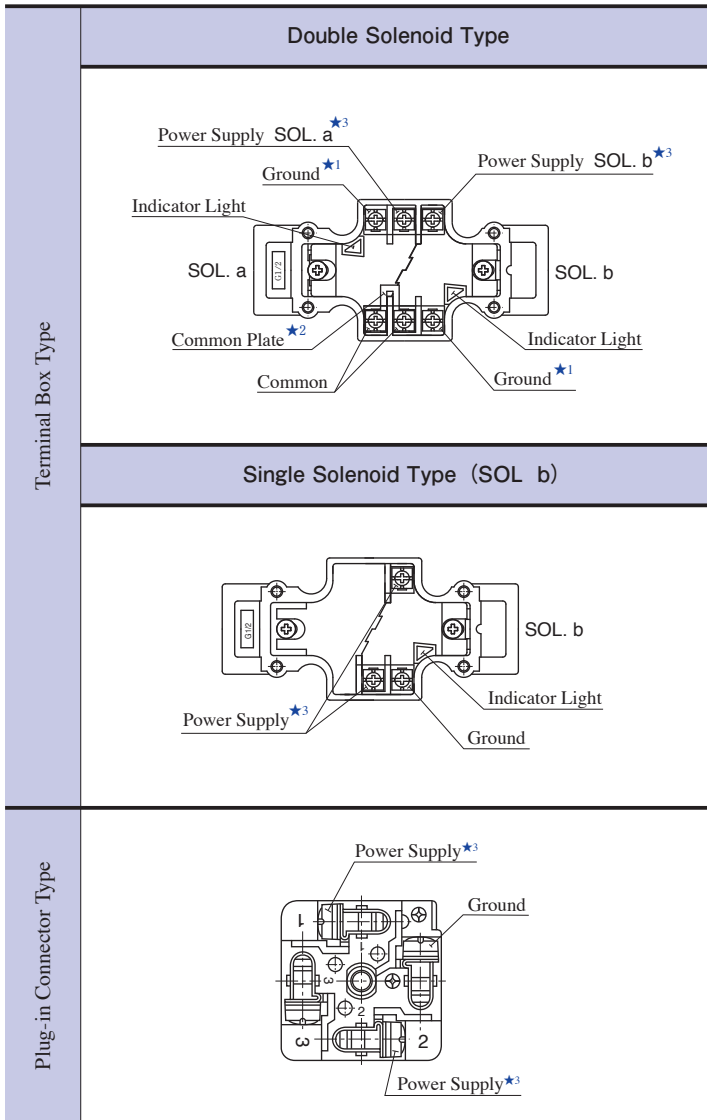 Terminal Box Type
Double Solenoid Type
Power Supply SOL. a★3
Power Supply SOL. b★3
Ground★1
Indicator Light
SOL. a
G1/2
SOL. b
Common Plate★2
Indicator Light
Common
Ground★1
Single Solenoid Type (SOL b)
G1/2
SOL. b
Indicator Light
Power Supply★3
Ground
Plug-in Connector Type
Power Supply★3
Ground
1
1
3
2
3
2
Power Supply★3